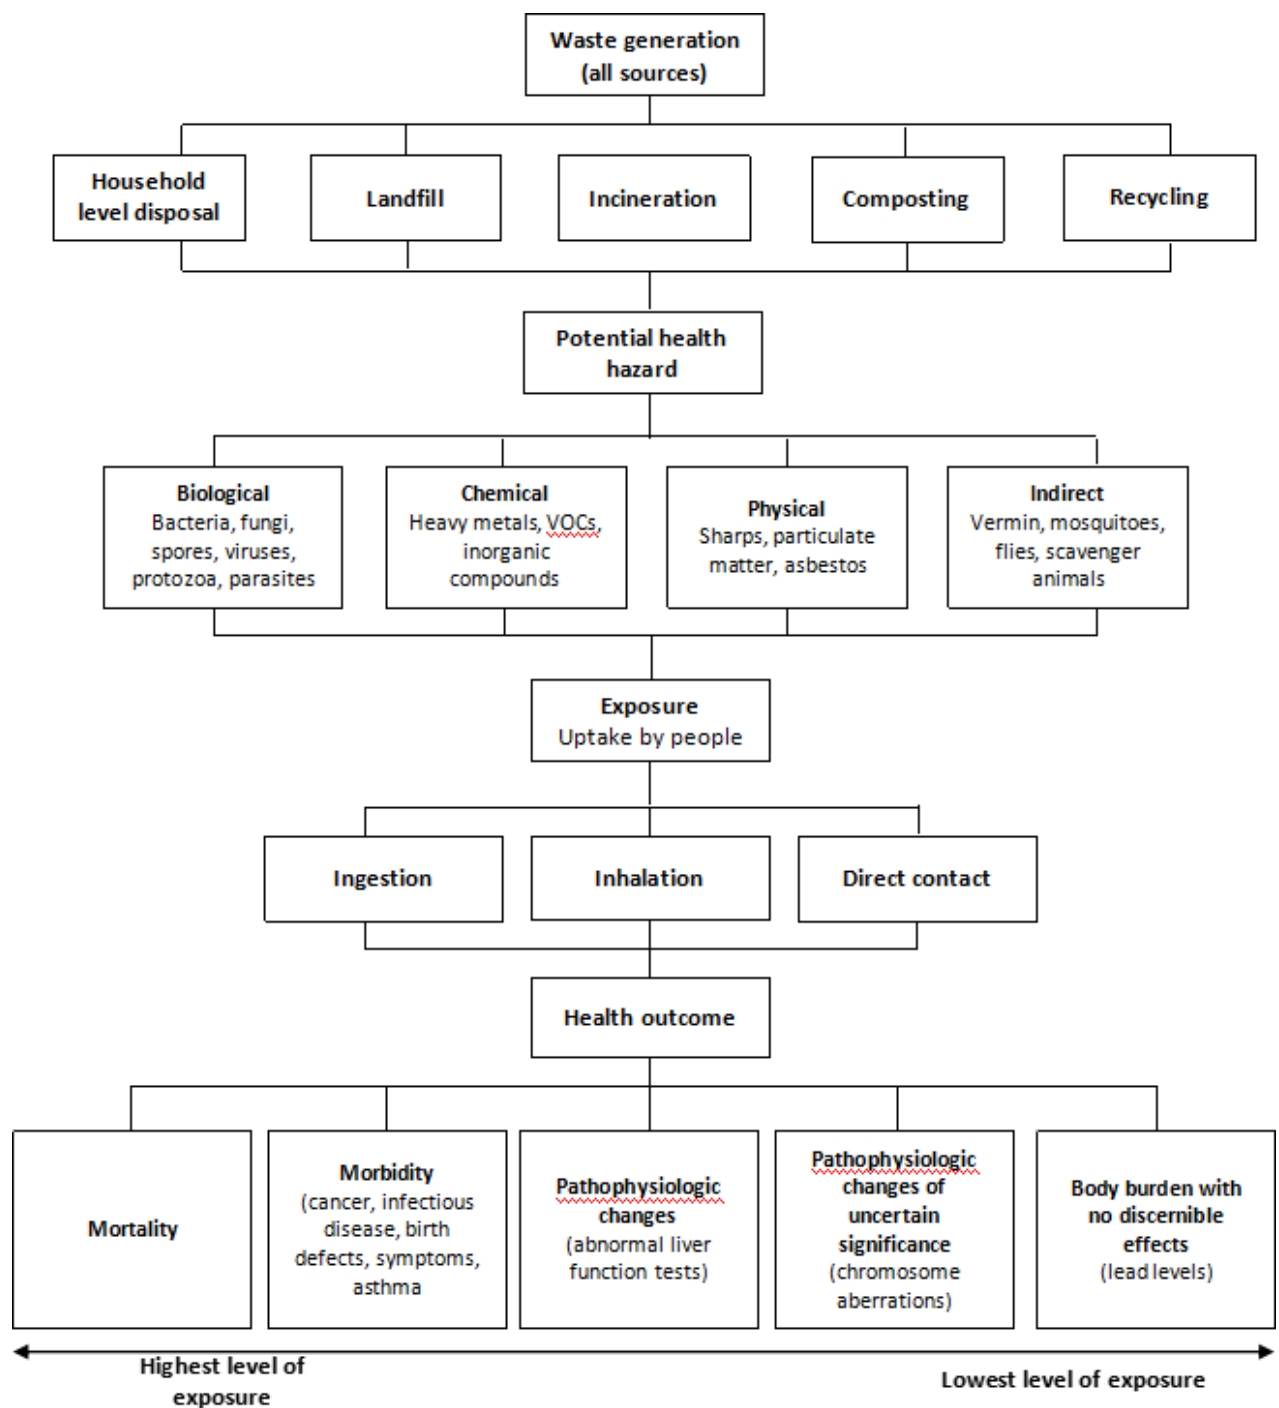 Waste generation
(all sources)
Household
level disposal
Landfill
Incineration
Composting
Recycling
Potential health
hazard
Biological
Bacteria, fungi,
spores, viruses,
protozoa, parasites
Chemical
Heavy metals, VOCs,
inorganic
compounds
Physical
Sharps, particulate
matter, asbestos
Indirect
Vermin, mosquitoes,
flies, scavenger
animals
Exposure
Uptake by people
Ingestion
Inhalation
Direct contact
Health outcome
Mortality
Morbidity
(cancer, infectious
disease, birth
defects, symptoms,
asthma
Pathophysiologic
changes
(abnormal liver
function tests)
Pathophysiologic
changes of
uncertain
significance
(chromosome
aberrations)
Body burden with
no discernible
effects
(lead levels)
Highest level of
exposure
Lowest level of exposure